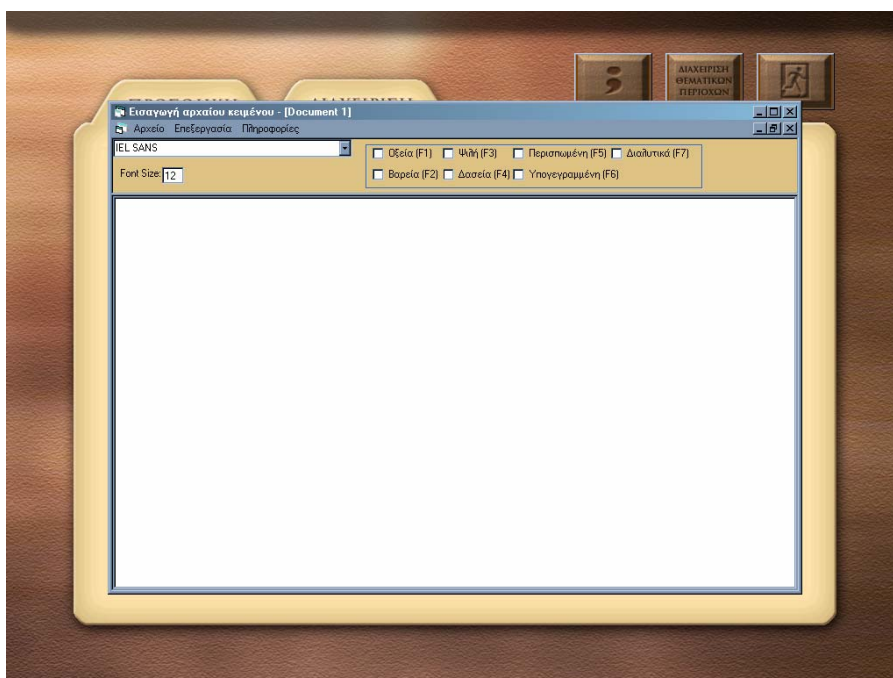 ;
ΔΙΑΧΕΙΡΙΣΗ
ΘΕΜΑΤΙΚΩΝ
ΠΕΡΙΟΧΩΝ
Εισαγωγή αρχαίου κειμένου - [Document 1]
Αρχείο Επεξεργασία Πληροφορίες
IEL SANS
Οξεία (F1) Ψιλή (F3) Περισπωμένη (F5) Διαλυτικά (F7)
Font Size: 12
Βαρεία (F2) Δασεία (F4) Υπογεγραμμένη (F6)